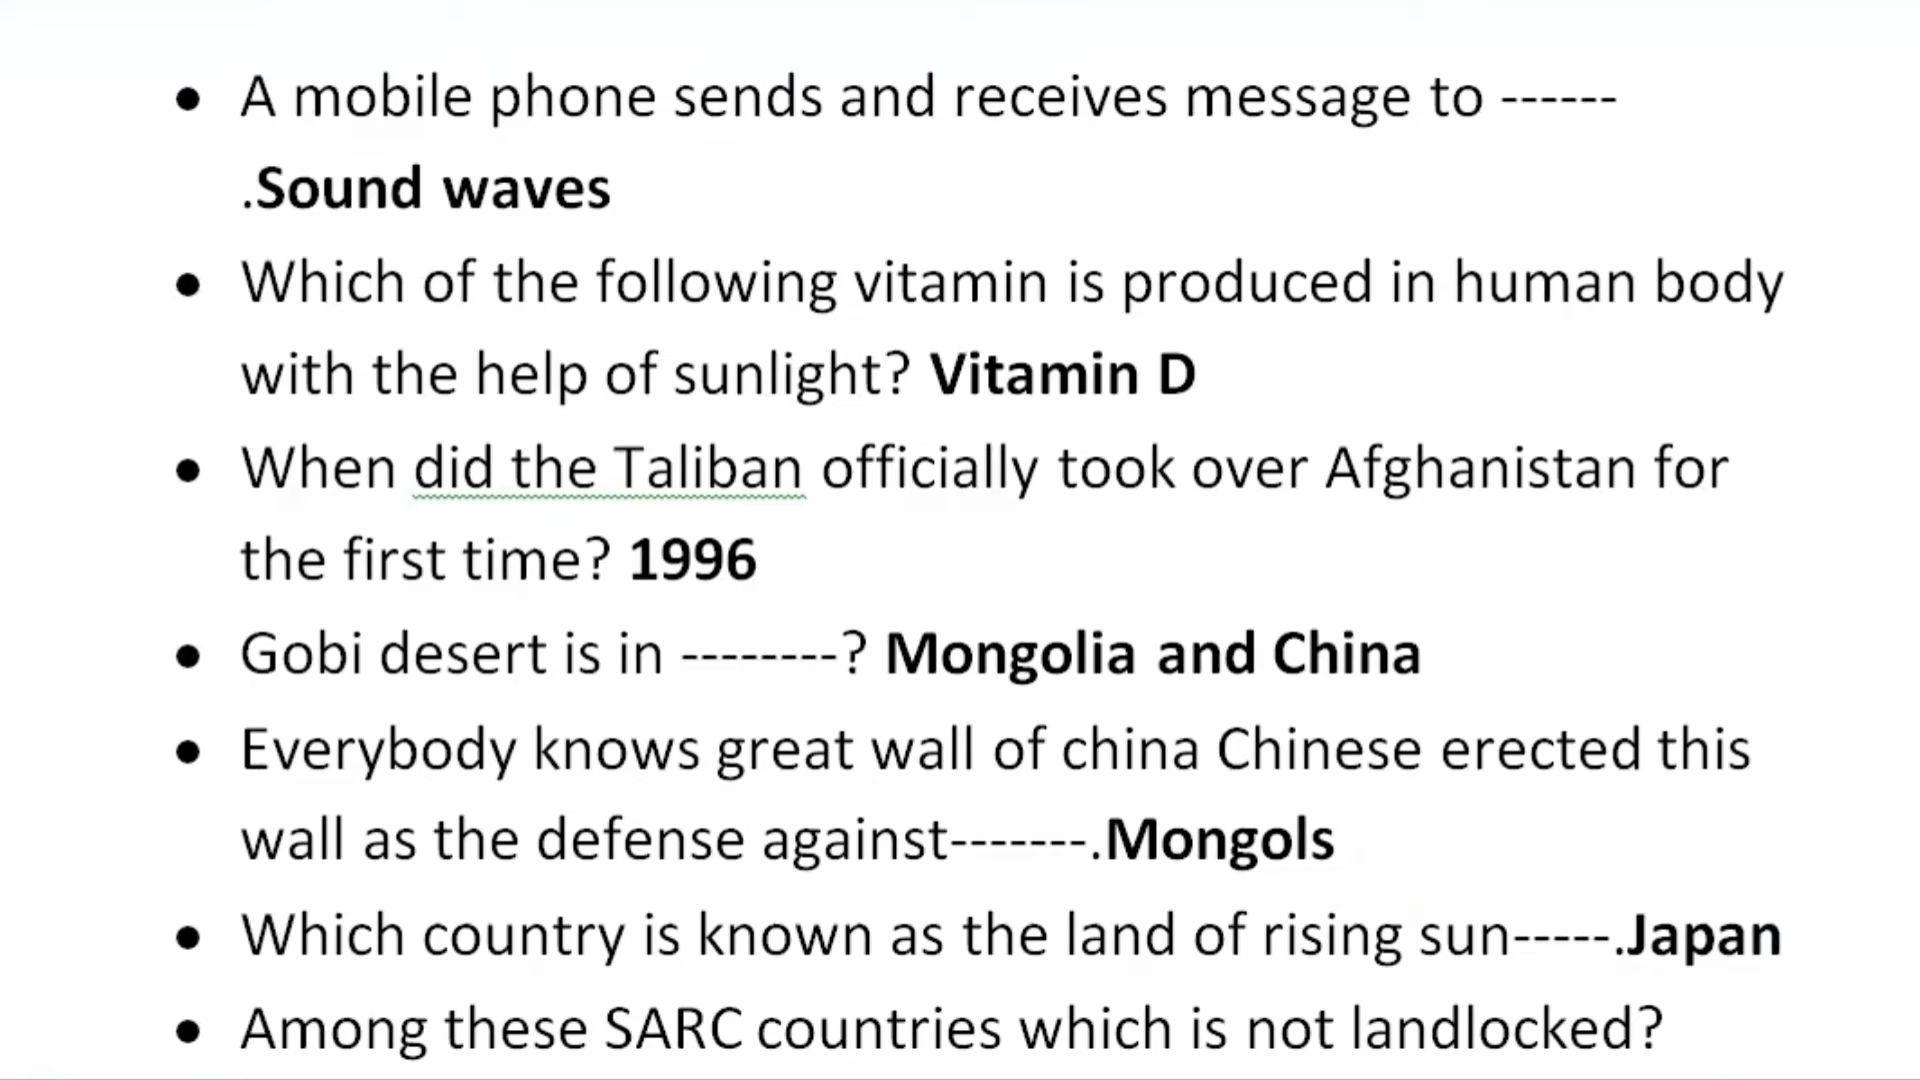 • A mobile phone sends and receives message to ------
.Sound waves
• Which of the following vitamin is produced in human body
with the help of sunlight? Vitamin D
• When did the Taliban officially took over Afghanistan for
the first time? 1996
• Gobi desert is in --------? Mongolia and China
• Everybody knows great wall of china Chinese erected this
wall as the defense against-------.Mongols
• Which country is known as the land of rising sun-----.Japan
• Among these SARC countries which is not landlocked?